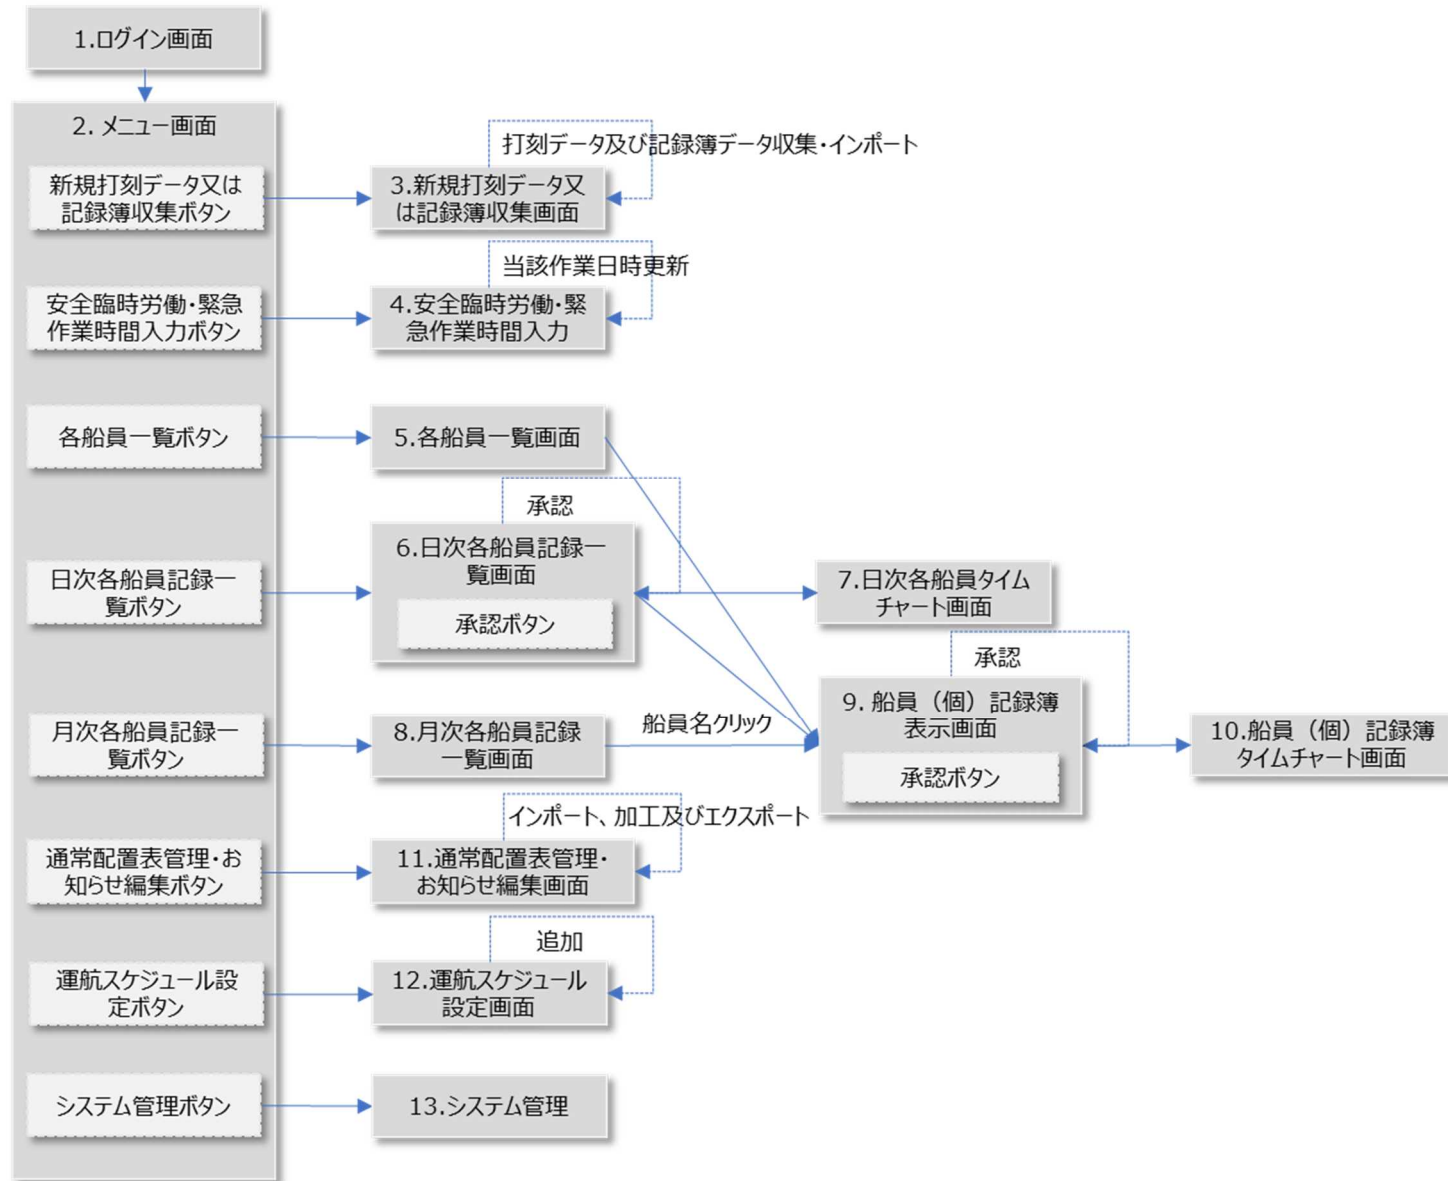 1.ログイン画面
2. メニュー画面
打刻データ及び記録簿データ収集・インポート
新規打刻データ又は
記録簿収集ボタン
3.新規打刻データ又
は記録簿収集画面
当該作業日時更新
安全臨時労働・緊急
作業時間入力ボタン
4.安全臨時労働・緊
急作業時間入力
各船員一覧ボタン
5.各船員一覧画面
承認
日次各船員記録一
覧ボタン
6.日次各船員記録一
覧画面
承認ボタン
7.日次各船員タイム
チャート画面
承認
月次各船員記録一
覧ボタン
8.月次各船員記録
一覧画面
船員名クリック
9. 船員（個）記録簿
表示画面
承認ボタン
10.船員（個）記録簿
タイムチャート画面
インポート、加工及びエクスポート
通常配置表管理・お
知らせ編集ボタン
11.通常配置表管理・
お知らせ編集画面
追加
運航スケジュール設
定ボタン
12.運航スケジュール
設定画面
システム管理ボタン
13.システム管理